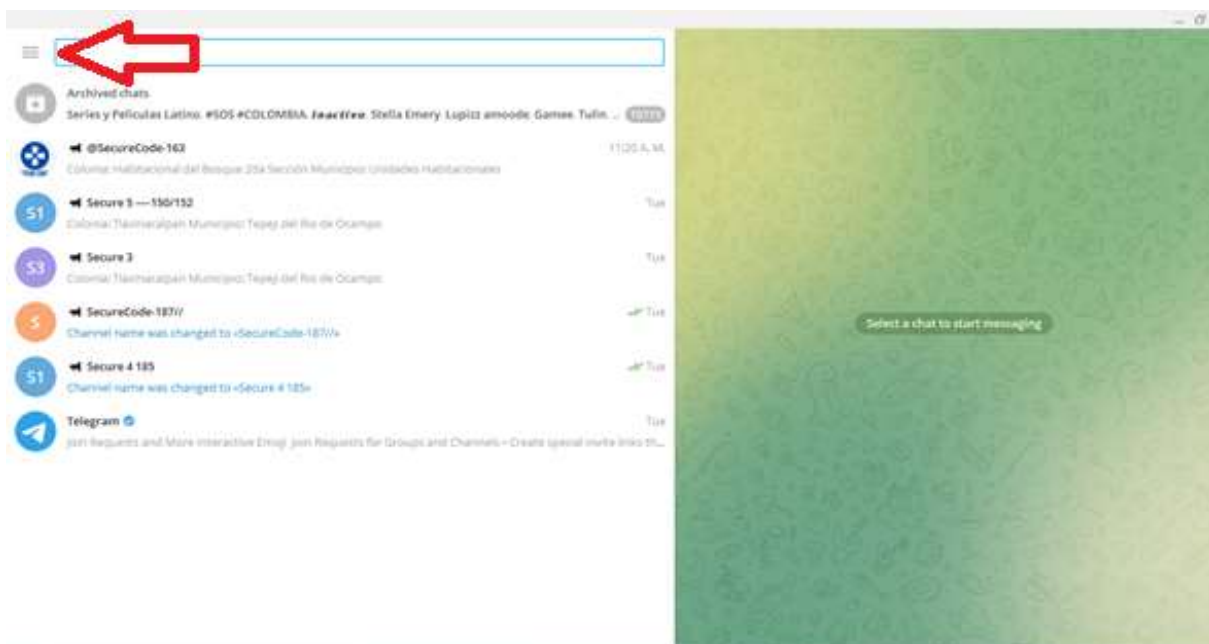 Archived chats
Series y Peliculas Latino, #SOS #COLOMBIA, Inactivo, Stella Emery, Lupizz amoode, Gamee, Tulin, ...
@SecureCode-163
11:20 A. M.
Colonia: Habitacional del Bosque 2da Sección Municipio: Unidades Habitacionales
S1
Secure 5 —-150/152
Tue
Colonia: Tlaxinacalpan Municipio: Tepeji del Rio de Ocampo
S3
Secure 3
Tue
Colonia: Tlaxinacalpan Municipio: Tepeji del Rio de Ocampo
S
SecureCode-187//
Tue
Channel name was changed to «SecureCode-187//»
S1
Secure 4 185
Tue
Channel name was changed to «Secure 4 185»
Telegram
Tue
Join Requests and More Interactive Emoji. Join Requests for Groups and Channels • Create special invite links th...
Select a chat to start messaging